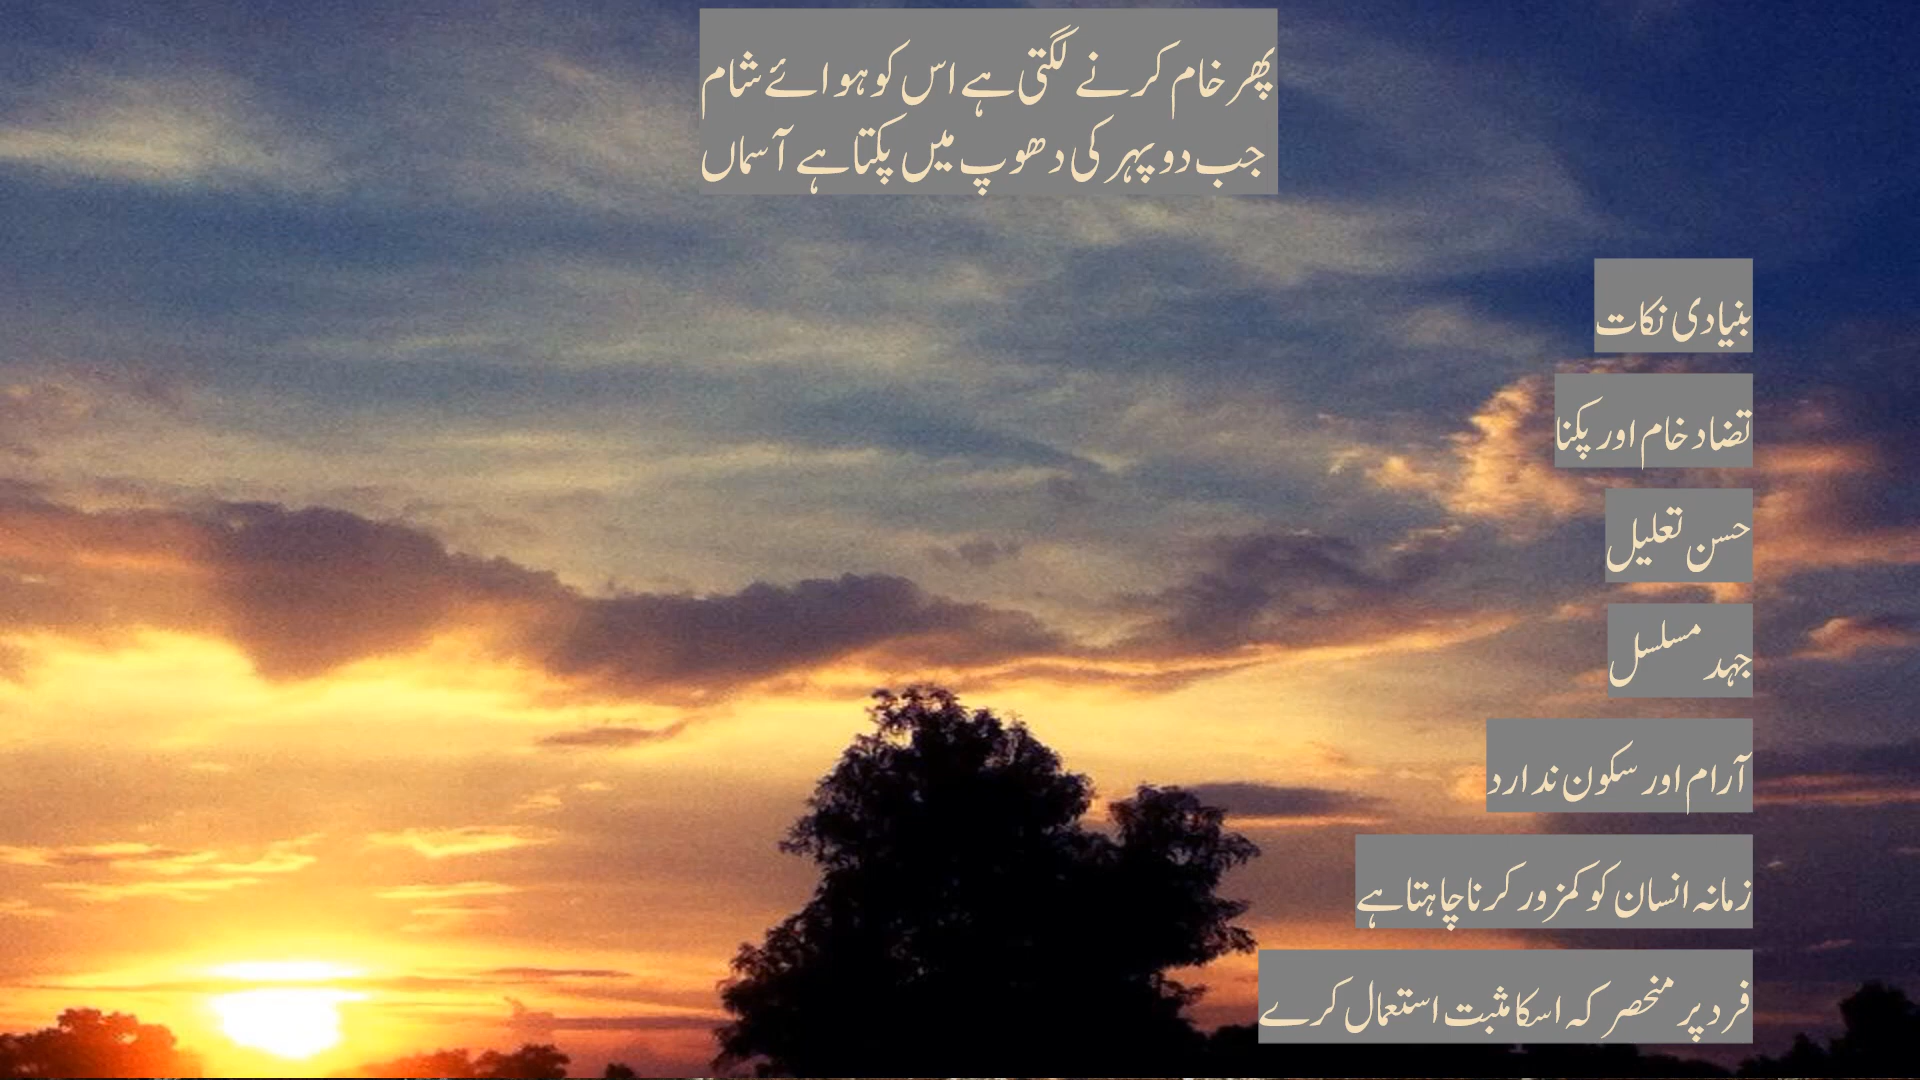 پھر خام کرنے لگتی ہے اس کو ہوائے شام
جب دوپہر کی دھوپ میں پکتا ہے آسماں
بنیادی نکات
تضاد خام اور پکنا
حسن تعلیل
جہد مسلسل
آرام اور سکون ندارد
زمانہ انسان کو کمزور کرنا چاہتا ہے
فرد پر منحصر کہ اسکا مثبت استعمال کرے